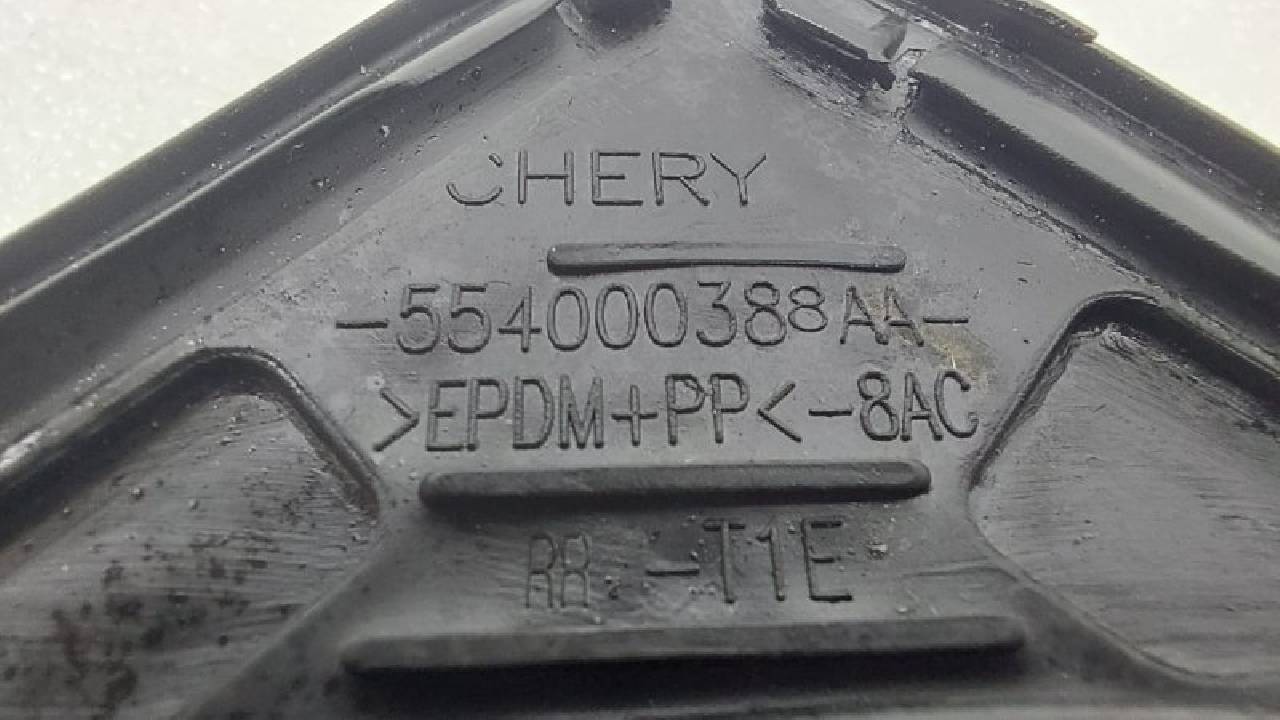 CHERY
-554000388AA-
>EPDM+PP<-8AC
RR -T1E